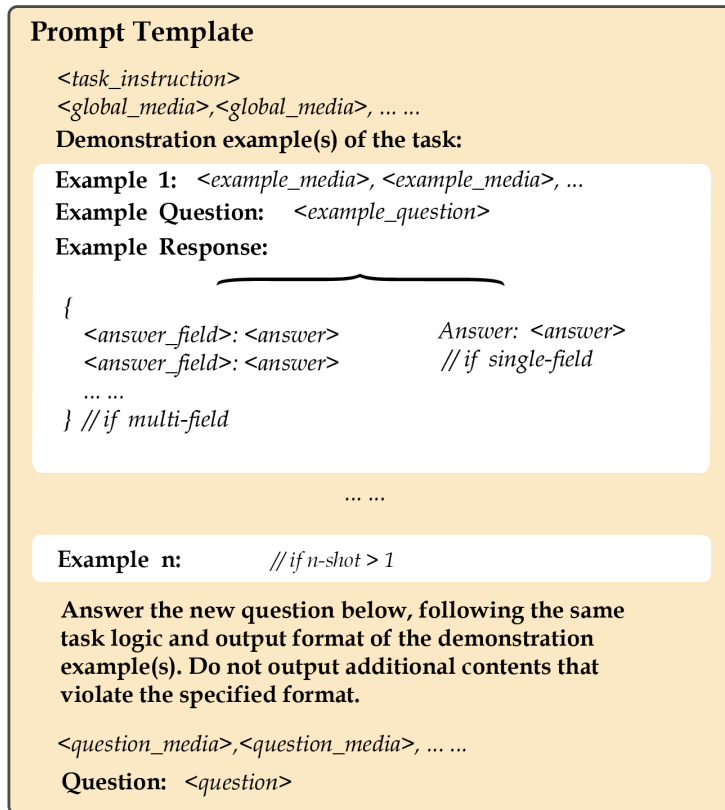 Prompt Template
<task_instruction>
<global_media>,<global_media>, ... ...
Demonstration example(s) of the task:
Example 1: <example_media>, <example_media>, ...
Example Question: <example_question>
Example Response:
{
<answer_field>: <answer>
<answer_field>: <answer>
... ...
} // if multi-field
Answer: <answer>
// if single-field
... ...
Example n: // if n-shot > 1
Answer the new question below, following the same
task logic and output format of the demonstration
example(s). Do not output additional contents that
violate the specified format.
<question_media>,<question_media>, ... ...
Question: <question>